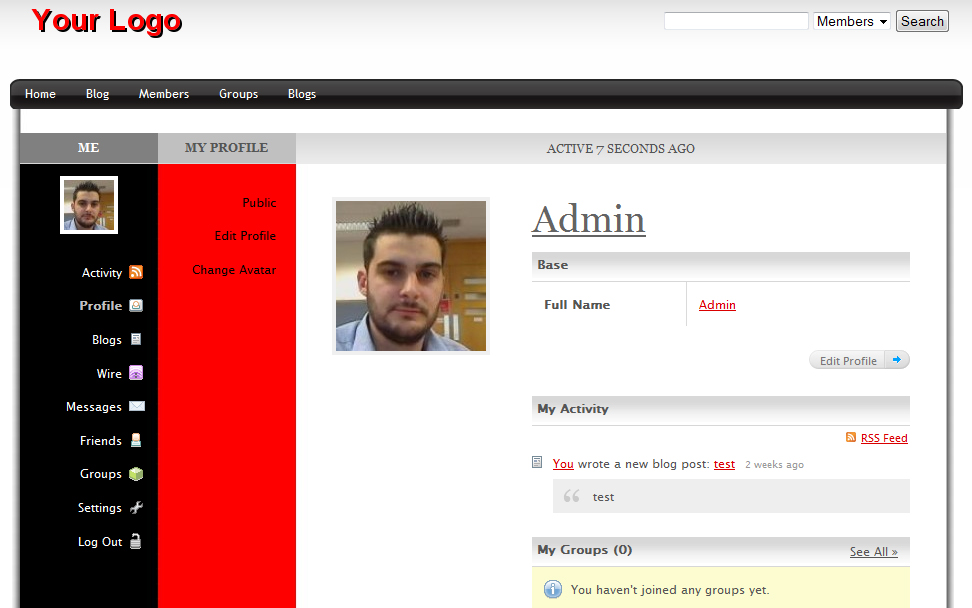 Your Logo
Members
Search
Home Blog Members Groups Blogs
ME
MY PROFILE
ACTIVE 7 SECONDS AGO
Activity
Profile
Blogs
Wire
Messages
Friends
Groups
Settings
Log Out
Public
Edit Profile
Change Avatar
Admin
Base
Full Name Admin
Edit Profile
My Activity
RSS Feed
You wrote a new blog post: test 2 weeks ago
“ test
My Groups (0) See All »
You haven't joined any groups yet.